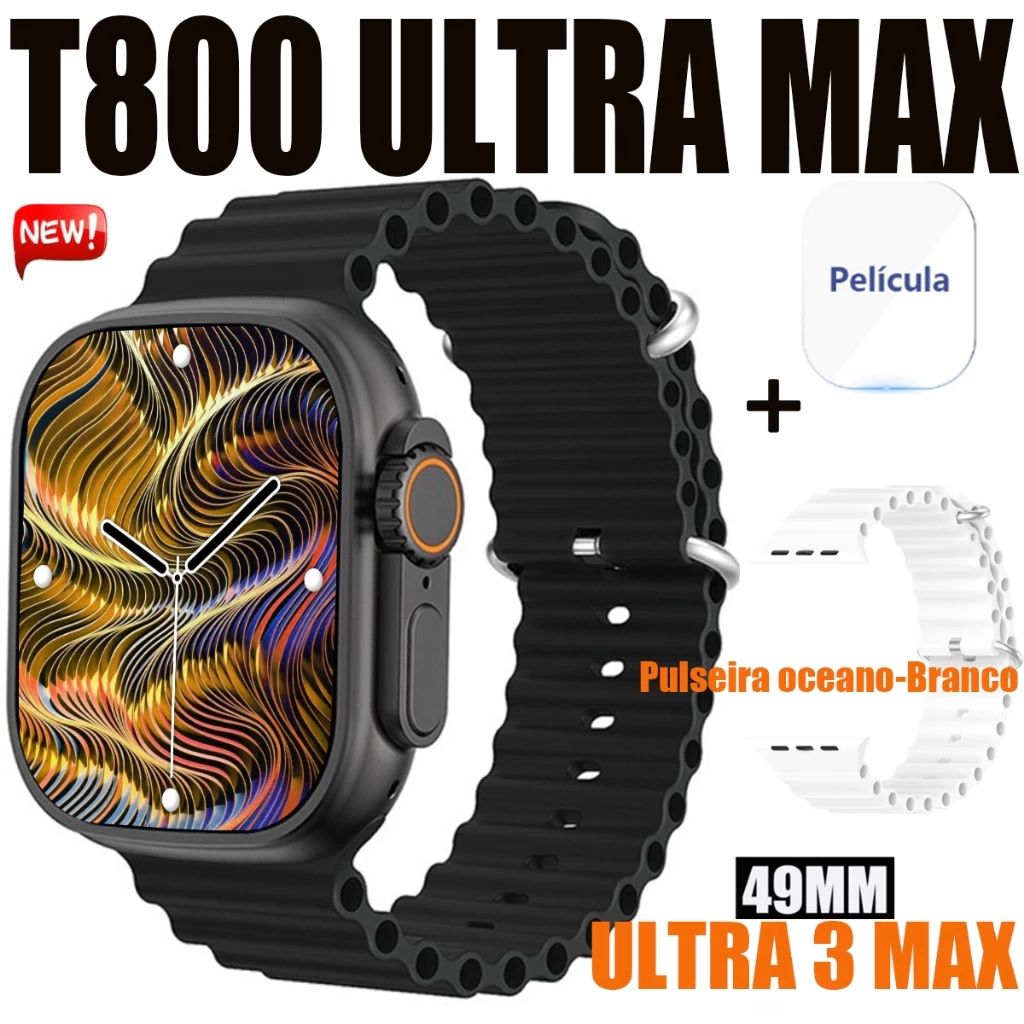 T800 ULTRA MAX
NEW!
Película
+
Pulseira oceano-Branco
49MM
ULTRA 3 MAX